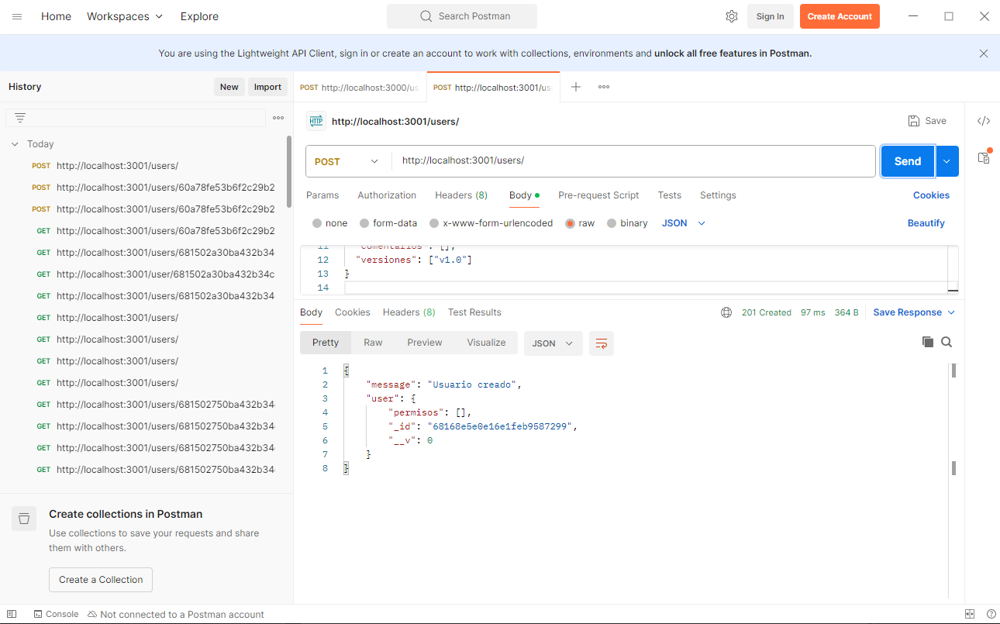 Home Workspaces Explore Search Postman Sign In Create Account
You are using the Lightweight API Client, sign in or create an account to work with collections, environments and unlock all free features in Postman.
History New Import
Today
POST http://localhost:3001/users/
POST http://localhost:3001/users/60a78fe53b6f2c29b2
POST http://localhost:3001/users/60a78fe53b6f2c29b2
GET http://localhost:3001/users/60a78fe53b6f2c29b2
GET http://localhost:3001/users/681502a30ba432b34
GET http://localhost:3001/user/681502a30ba432b34c
GET http://localhost:3001/users/681502a30ba432b34
GET http://localhost:3001/users/
GET http://localhost:3001/users/
GET http://localhost:3001/users/
GET http://localhost:3001/users/
GET http://localhost:3001/users/681502750ba432b34
GET http://localhost:3001/users/681502750ba432b34
GET http://localhost:3001/users/681502750ba432b34
GET http://localhost:3001/users/681502750ba432b34
Create collections in Postman
Use collections to save your requests and share
them with others.
Create a Collection
POST http://localhost:3000/us POST http://localhost:3001/us
HTTP http://localhost:3001/users/ Save
POST http://localhost:3001/users/ Send
Params Authorization Headers (8) Body Pre-request Script Tests Settings Cookies
none form-data x-www-form-urlencoded raw binary JSON Beautify
11 "comentarios": [],
12 "versiones": ["v1.0"]
13 }
14
Body Cookies Headers (8) Test Results 201 Created 97 ms 364 B Save Response
Pretty Raw Preview Visualize JSON
1 {
2 "message": "Usuario creado",
3 "user": {
4 "permisos": [],
5 "_id": "68168e5e0e16e1feb9587299",
6 "__v": 0
7 }
8 }
Console Not connected to a Postman account